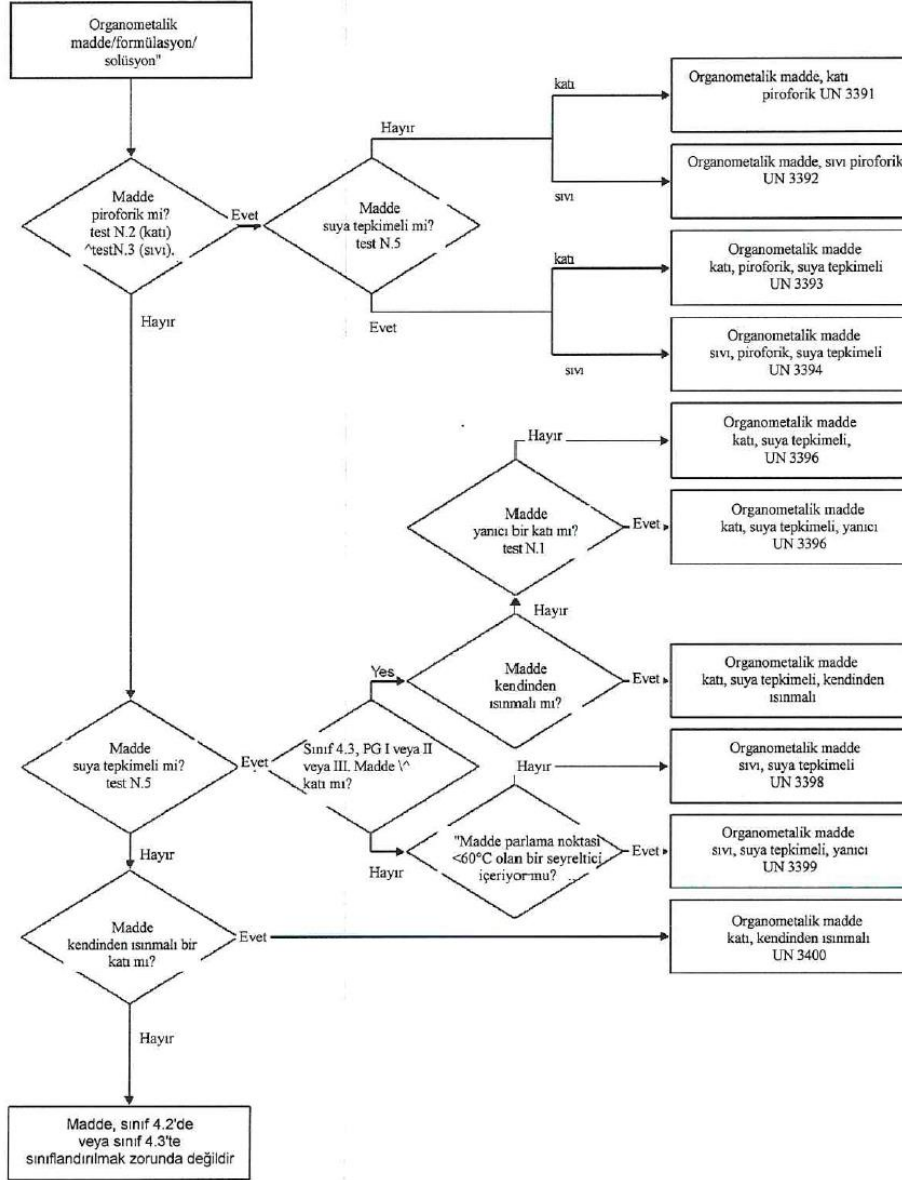 Organometalik
madde/formülasyon/
solüsyon"
Madde
piroforik mi?
test N.2 (katı)
^testN.3 (sıvı).
Evet
Hayır
Madde
suya tepkimeli mi?
test N.5
Hayır
katı
sıvı
Evet
katı
sıvı
Organometalik madde, katı
piroforik UN 3391
Organometalik madde, sıvı piroforik
UN 3392
Organometalik madde
katı, piroforik, suya tepkimeli
UN 3393
Organometalik madde
sıvı, piroforik, suya tepkimeli
UN 3394
Hayır
Organometalik madde
katı, suya tepkimeli,
UN 3396
Madde
yanıcı bir katı mı?
test N.1
Evet
Organometalik madde
katı, suya tepkimeli, yanıcı
UN 3396
Hayır
Yes
Madde
kendinden
ısınmalı mı?
Evet
Organometalik madde
katı, suya tepkimeli, kendinden
ısınmalı
Madde
suya tepkimeli mi?
test N.5
Evet
Sınıf 4.3, PG I veya II
veya III. Madde \^
katı mı?
Hayır
Organometalik madde
sıvı, suya tepkimeli
UN 3398
Hayır
"Madde parlama noktası
<60°C olan bir seyreltici
içeriyor mu?
Evet
Organometalik madde
sıvı, suya tepkimeli, yanıcı
UN 3399
Hayır
Madde
kendinden ısınmalı bir
katı mı?
Evet
Organometalik madde
katı, kendinden ısınmalı
UN 3400
Hayır
Madde, sınıf 4.2'de
veya sınıf 4.3'te
sınıflandırılmak zorunda değildir